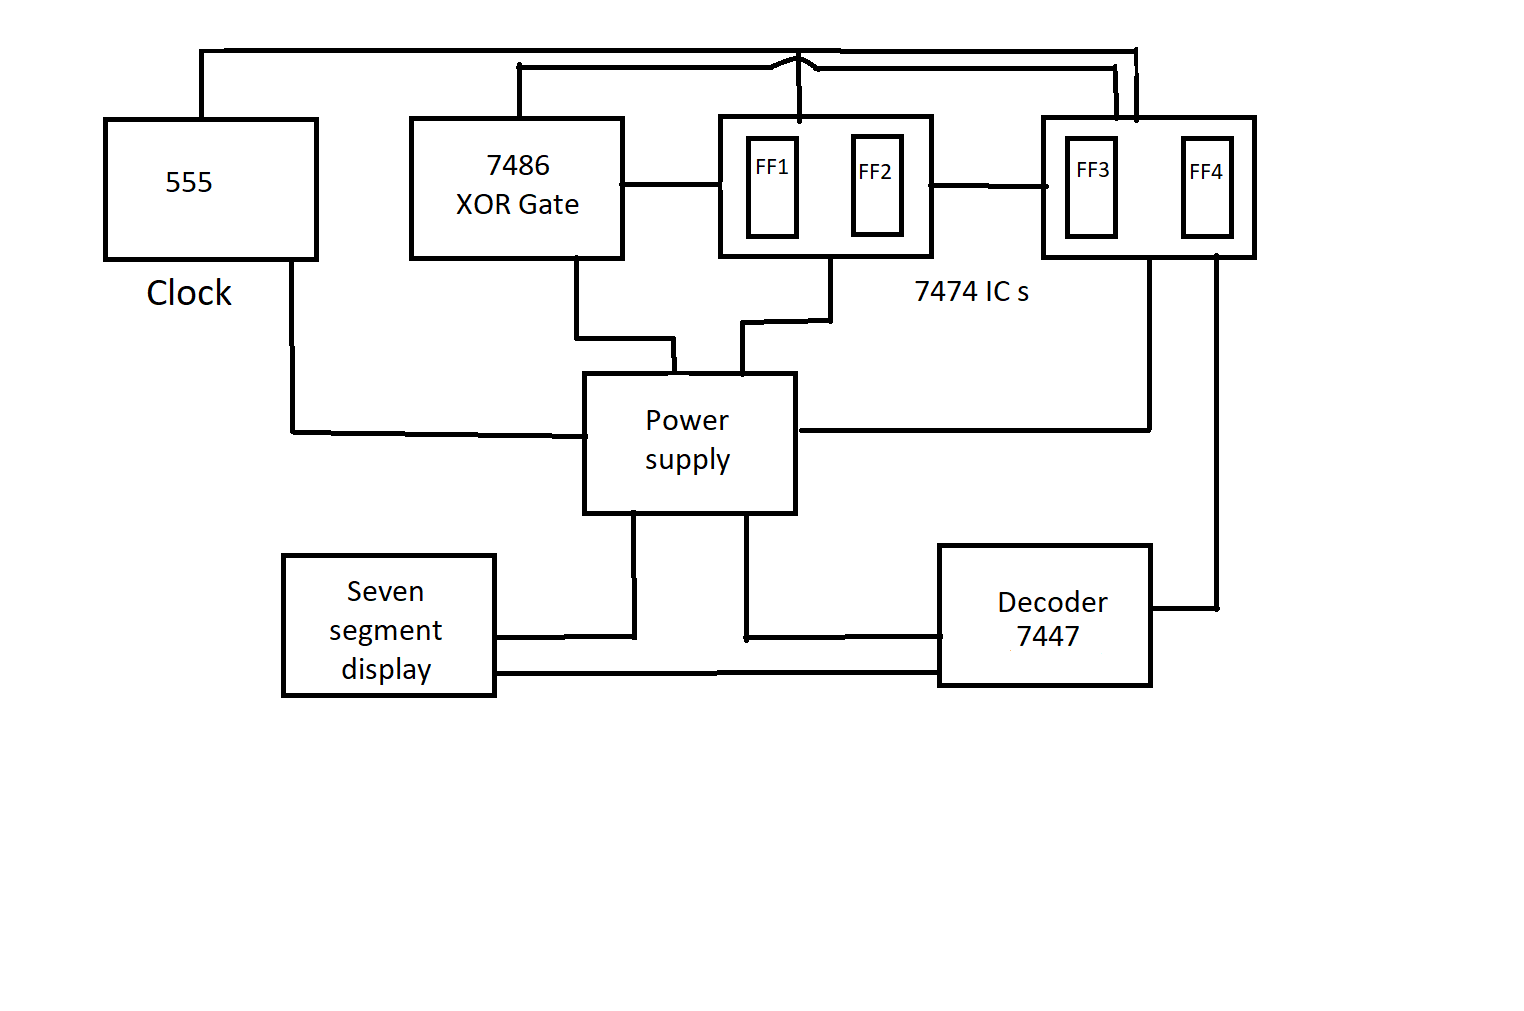 555
Clock
7486
XOR Gate
FF1
FF2
FF3
FF4
7474 IC s
Power
supply
Seven
segment
display
Decoder
7447